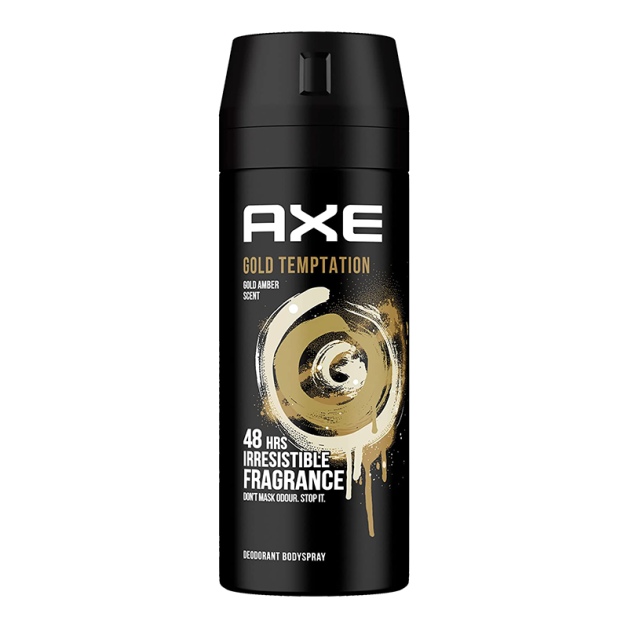 AXE
GOLD TEMPTATION
GOLD AMBER
SCENT
48 HRS
IRRESISTIBLE
FRAGRANCE
DON'T MASK ODOUR. STOP IT.
DEODORANT BODYSPRAY